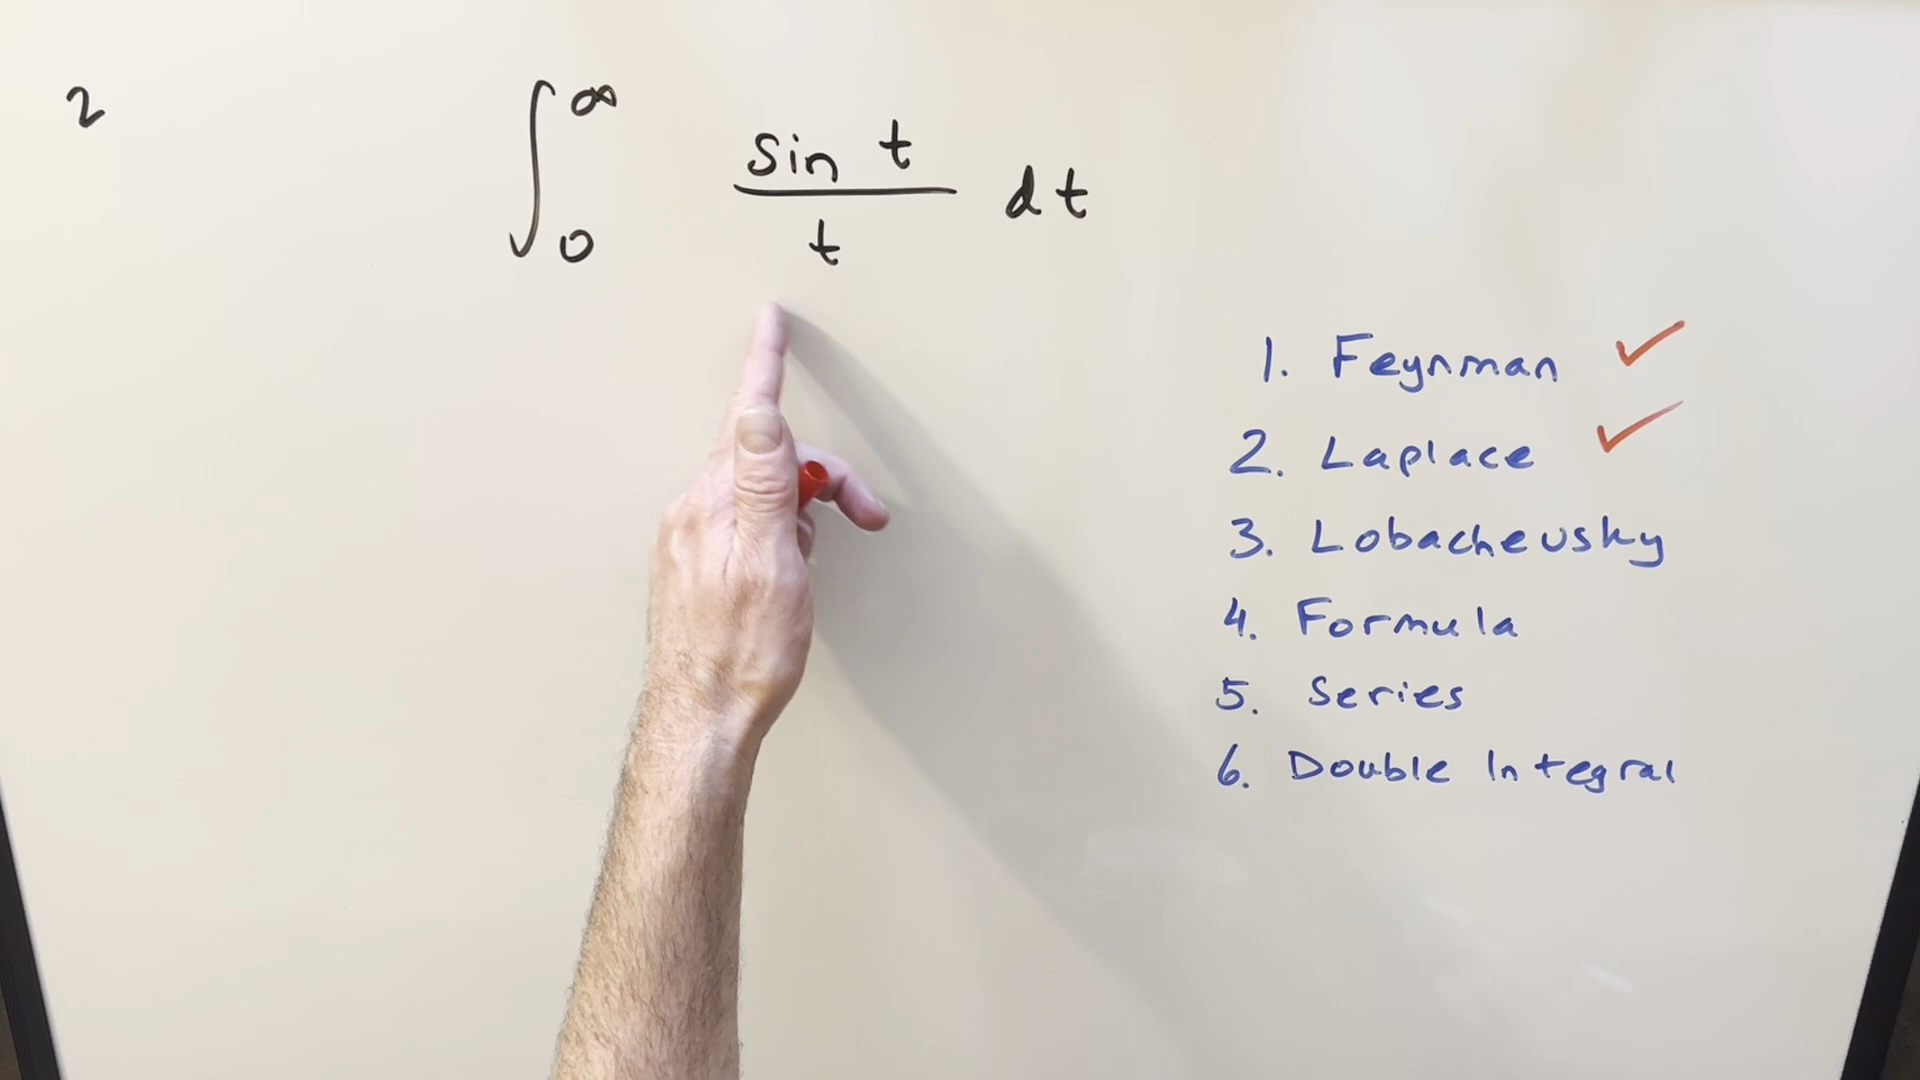 2
∫₀^∞ sin t / t dt
1. Feynman ✓
2. Laplace ✓
3. Lobachevsky
4. Formula
5. Series
6. Double Integral